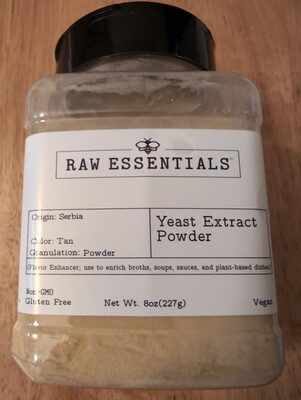 RAW ESSENTIALS™
Origin: Serbia
Color: Tan
Granulation: Powder
Yeast Extract
Powder
(Flavor Enhancer; use to enrich broths, soups, sauces, and plant-based dishes)
Non-GMO
Gluten Free
Net Wt. 8oz(227g)
Vegan